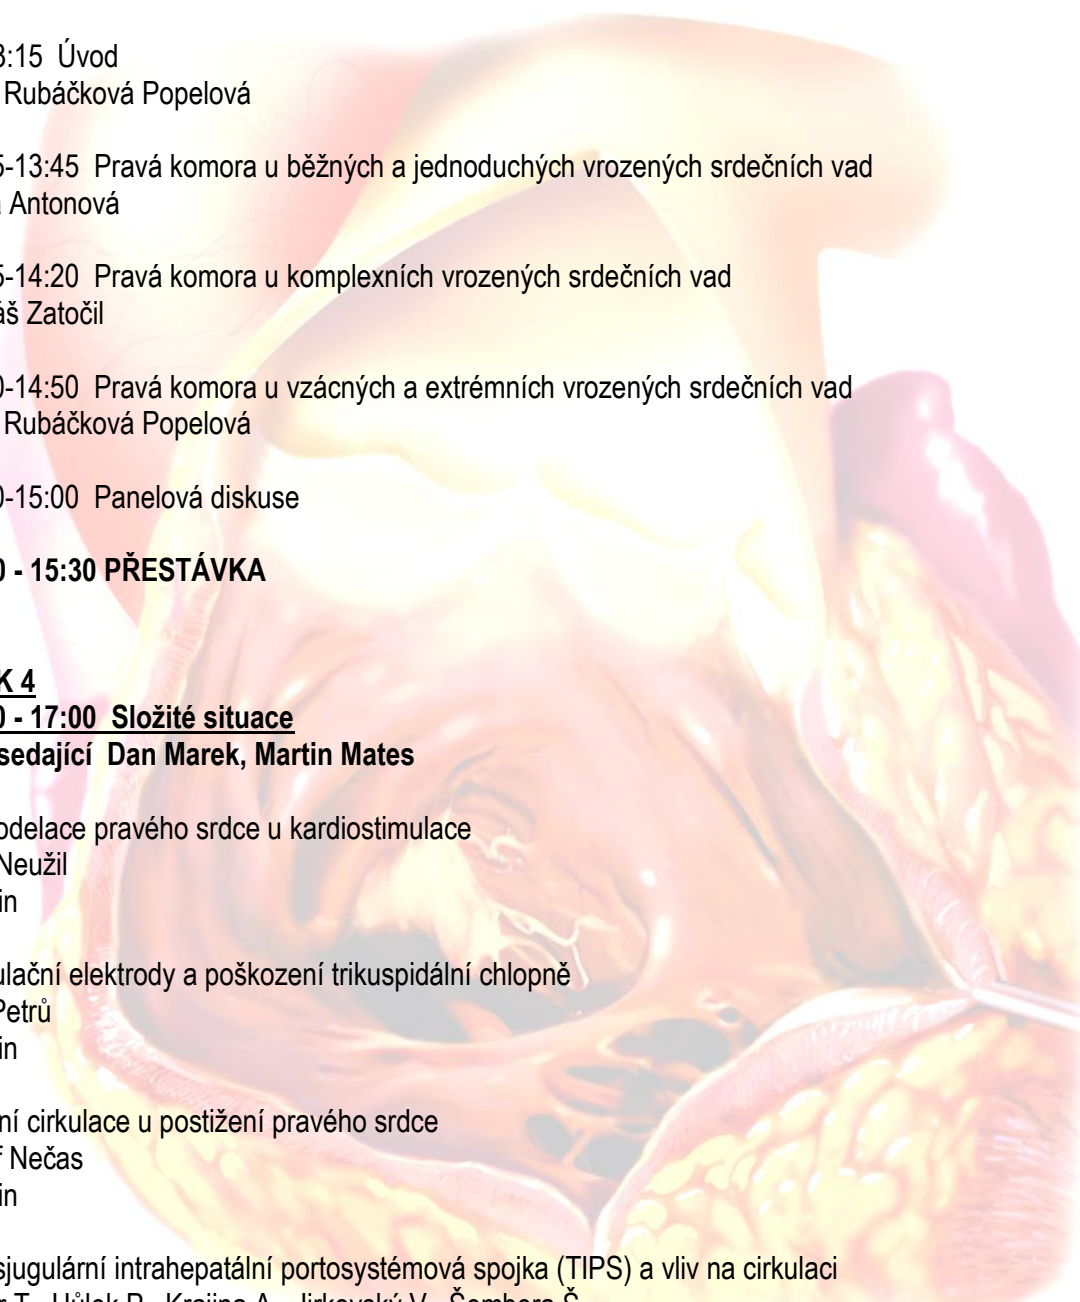 3:15 Úvod
Rubáčková Popelová
5-13:45 Pravá komora u běžných a jednoduchých vrozených srdečních vad
Antonová
5-14:20 Pravá komora u komplexních vrozených srdečních vad
áš Zatočil
0-14:50 Pravá komora u vzácných a extrémních vrozených srdečních vad
Rubáčková Popelová
0-15:00 Panelová diskuse
0 - 15:30 PŘESTÁVKA
K 4
0 - 17:00 Složité situace
sedající Dan Marek, Martin Mates
odelace pravého srdce u kardiostimulace
Neužil
in
ulační elektrody a poškození trikuspidální chlopně
Petrů
in
ní cirkulace u postižení pravého srdce
f Nečas
in
sjugulární intrahepatální portosystémová spojka (TIPS) a vliv na cirkulaci
r T., Hůlek P., Krajina A., Jirkovský V., Šembera Š.